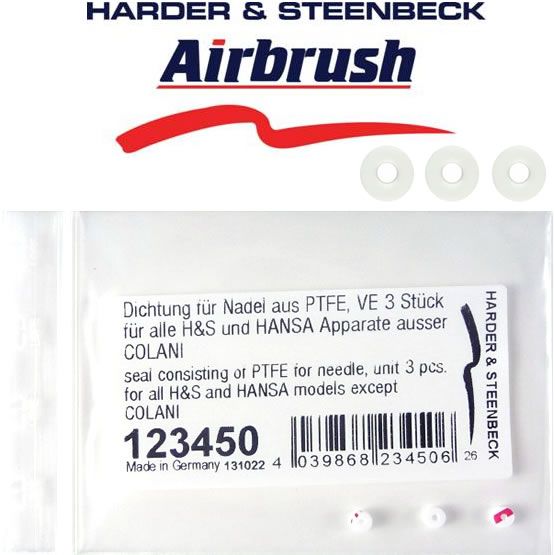 HARDER & STEENBECK
Airbrush
Dichtung für Nadel aus PTFE, VE 3 Stück
für alle H&S und HANSA Apparate ausser
COLANI
seal consisting of PTFE for needle, unit 3 pcs.
for all H&S and HANSA models except
COLANI
123450
Made in Germany 131022
4 039868 234506 26
HARDER & STEENBECK